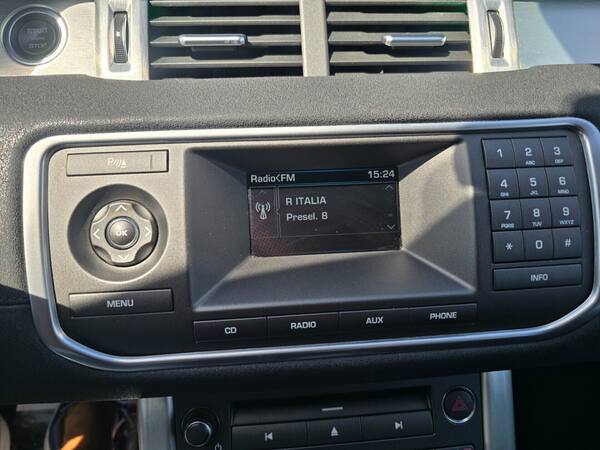 START
STOP
P
Radio<FM 15:24
R ITALIA
Presel. 8
1 2 ABC 3 DEF
4 GHI 5 JKL 6 MNO
7 PQRS 8 TUV 9 WXYZ
* 0 #
OK
MENU
INFO
CD RADIO AUX PHONE